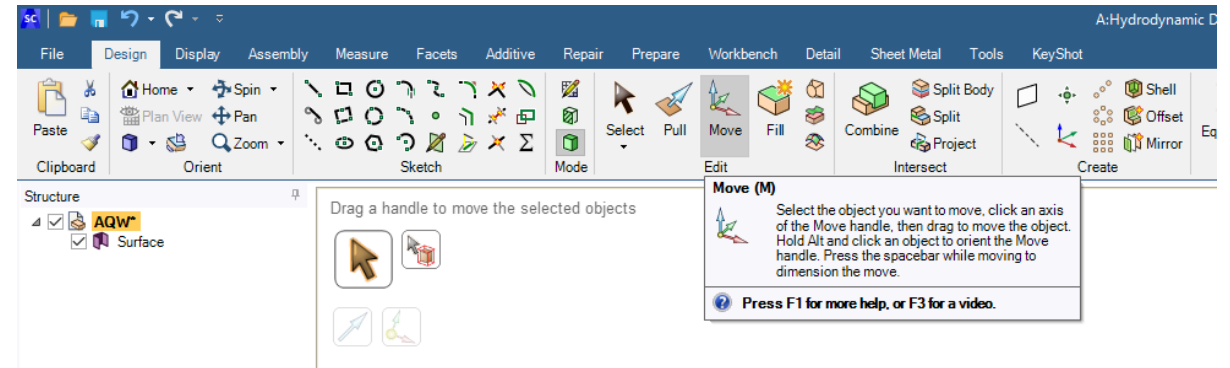 SC
A:Hydrodynamic D
File Design Display Assembly Measure Facets Additive Repair Prepare Workbench Detail Sheet Metal Tools KeyShot
Home Spin Split Body Shell
Plan View Pan Split Offset
Paste Zoom Select Pull Move Fill Combine Project Mirror Eq
Clipboard Orient Sketch Mode Edit Intersect Create
Structure
AQW*
Surface
Drag a handle to move the selected objects
Move (M)
Select the object you want to move, click an axis
of the Move handle, then drag to move the object.
Hold Alt and click an object to orient the Move
handle. Press the spacebar while moving to
dimension the move.
Press F1 for more help, or F3 for a video.